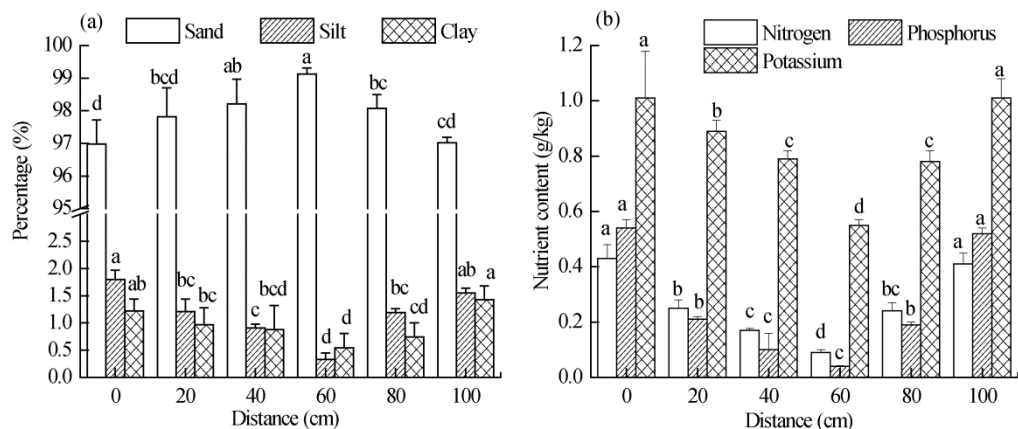 (a)
Sand Silt Clay
100
99
98
97
96
95
2.0
1.5
1.0
0.5
0.0
Percentage (%)
d bcd ab a bc cd
a ab bc bc c bcd d d bc cd ab a
0 20 40 60 80 100
Distance (cm)
(b)
Nitrogen Phosphorus
Potassium
1.2
1.0
0.8
0.6
0.4
0.2
0.0
Nutrient content (g/kg)
a a a b b b c c c d c d bc b c a a a
0 20 40 60 80 100
Distance (cm)